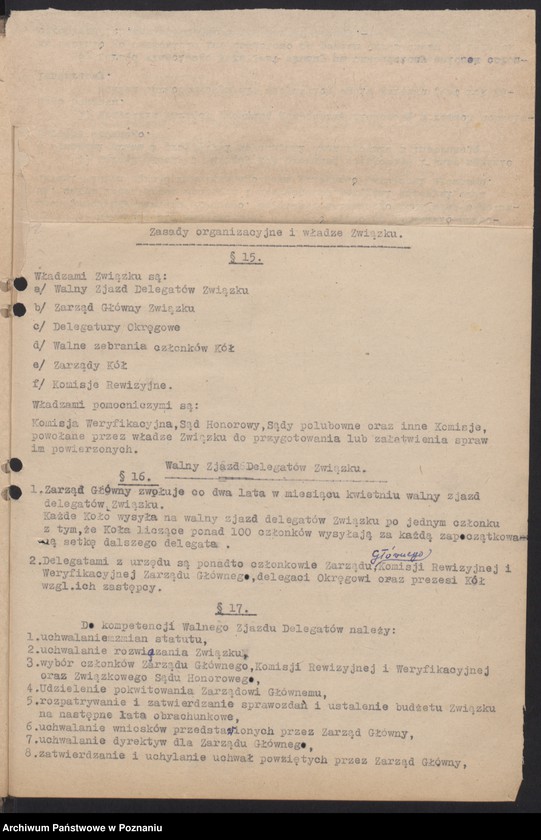 Zasady organizacyjne i władze Związku.
§ 15.
Władzami Związku są:
a/ Walny Zjazd Delegatów Związku
b/ Zarząd Główny Związku
c/ Delegatury Okręgowe
d/ Walne zebrania członków Kół
e/ Zarządy Kół
f/ Komisje Rewizyjne.
Władzami pomocniczymi są:
Komisja Weryfikacyjna,Sąd Honorowy,Sądy polubowne oraz inne Komisje,
powołane przez władze Związku do przygotowania lub załatwienia spraw
im powierzonych.
Walny Zjazd Delegatów Związku.
§ 16.
1.Zarząd Główny zwołuje co dwa lata w miesiącu kwietniu walny zjazd
delegatów Związku.
Każde Koło wysyła na walny zjazd delegatów Związku po jednym członku
z tym,że Koła liczące ponad 100 członków wysyłają za każdą zapoczątkowa-
ną setkę dalszego delegata .
Głównego
2.Delegatami z urzędu są ponadto członkowie Zarządu,Komisji Rewizyjnej i
Weryfikacyjnej Zarządu Głównego,delegaci Okręgowi oraz prezesi Kół
wzgl.ich zastępcy.
§ 17.
Do kompetencji Walnego Zjazdu Delegatów należy:
1.uchwalanie zmian statutu,
2.uchwalanie rozwiązania Związku,
3.wybór członków Zarządu Głównego,Komisji Rewizyjnej i Weryfikacyjnej
oraz Związkowego Sądu Honorowego,
4.Udzielenie pokwitowania Zarządowi Głównemu,
5.rozpatrywanie i zatwierdzanie sprawozdań i ustalenie budżetu Związku
na następne lata obrachunkowe,
6.uchwalanie wniosków przedstawionych przez Zarząd Główny,
7.uchwalanie dyrektyw dla Zarządu Głównego,
8.zatwierdzanie i uchylanie uchwał powziętych przez Zarząd Główny,
Archiwum Państwowe w Poznaniu